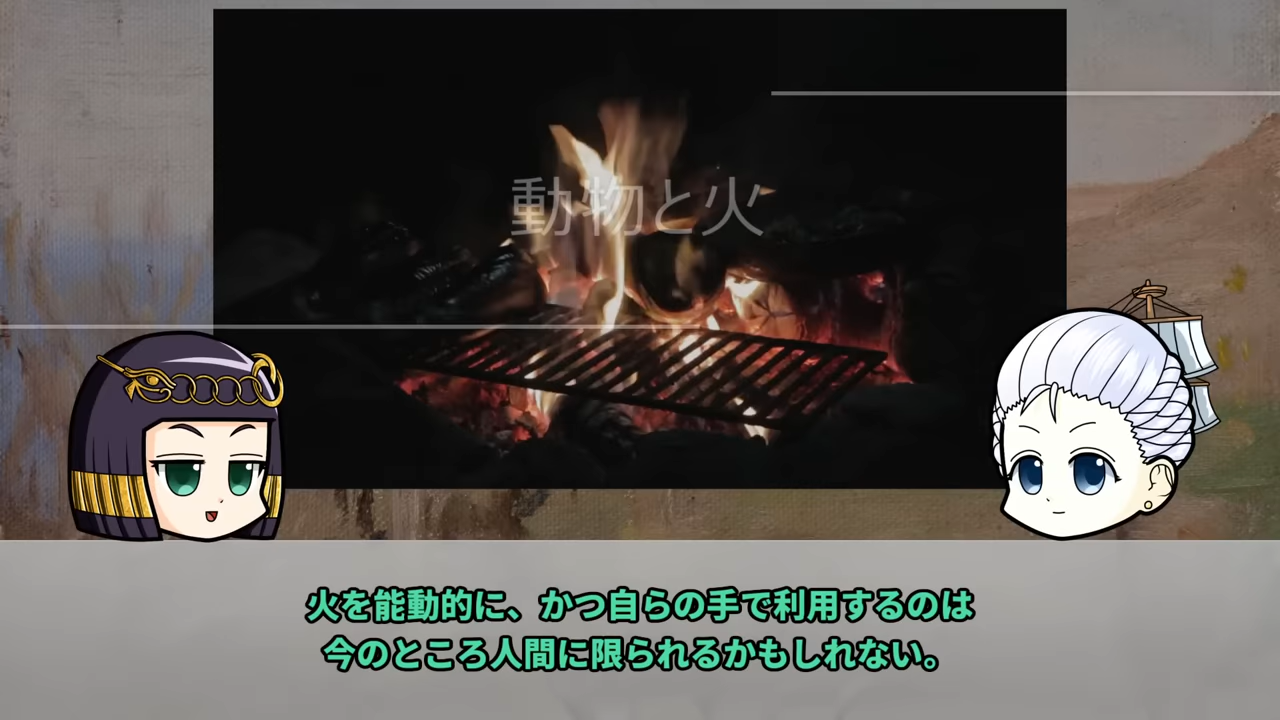 動物と火
火を能動的に、かつ自らの手で利用するのは
今のところ人間に限られるかもしれない。